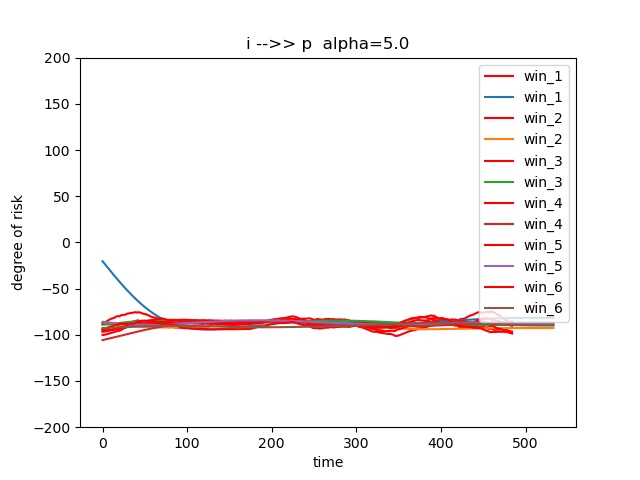 i -->> p  alpha=5.0
degree of risk
200
150
100
50
0
−50
−100
−150
−200
win_1
win_1
win_2
win_2
win_3
win_3
win_4
win_4
win_5
win_5
win_6
win_6
0 100 200 300 400 500
time